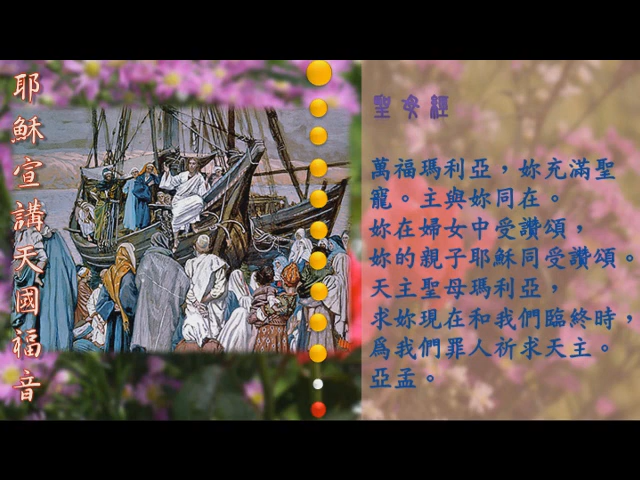 耶穌宣講天國福音
聖母經
萬福瑪利亞，妳充滿聖
寵。主與妳同在。
妳在婦女中受讚頌，
妳的親子耶穌同受讚頌。
天主聖母瑪利亞，
求妳現在和我們臨終時，
為我們罪人祈求天主。
亞孟。